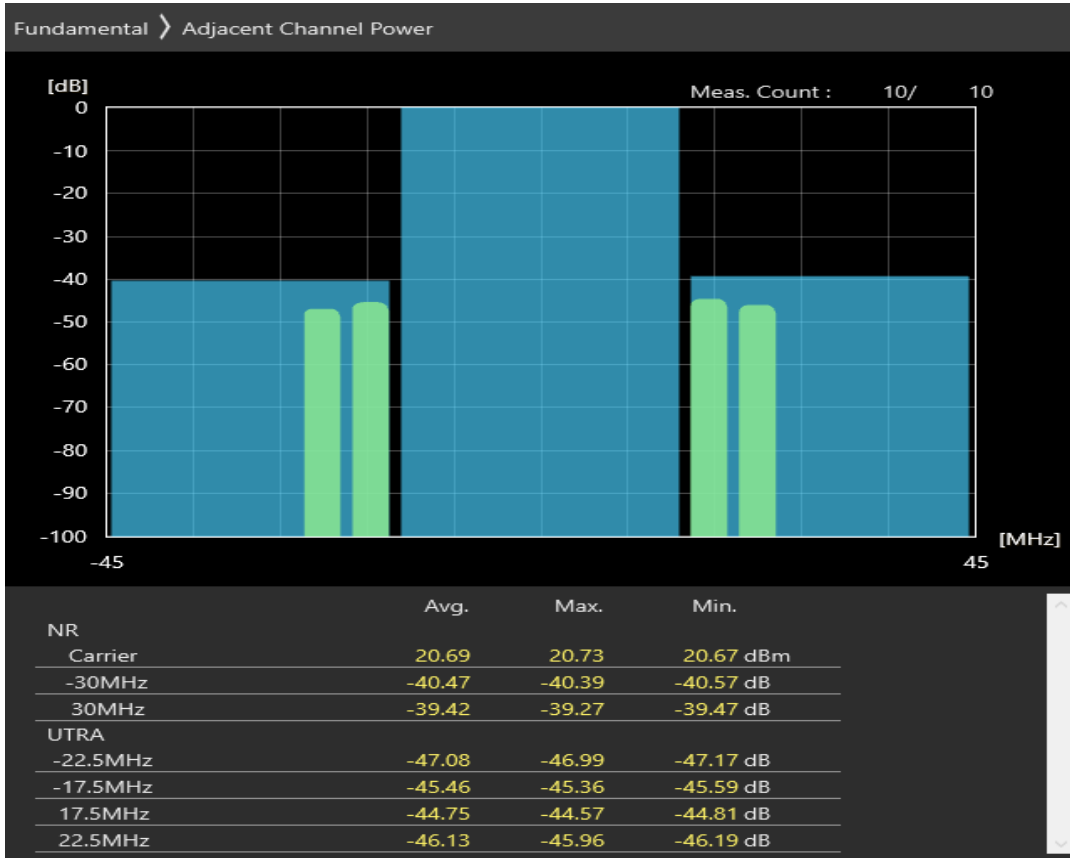 Fundamental ❯ Adjacent Channel Power
[dB]
Meas. Count : 10/ 10
0
-10
-20
-30
-40
-50
-60
-70
-80
-90
-100
[MHz]
-45 45
Avg. Max. Min.
NR
Carrier 20.69 20.73 20.67 dBm
-30MHz -40.47 -40.39 -40.57 dB
30MHz -39.42 -39.27 -39.47 dB
UTRA
-22.5MHz -47.08 -46.99 -47.17 dB
-17.5MHz -45.46 -45.36 -45.59 dB
17.5MHz -44.75 -44.57 -44.81 dB
22.5MHz -46.13 -45.96 -46.19 dB